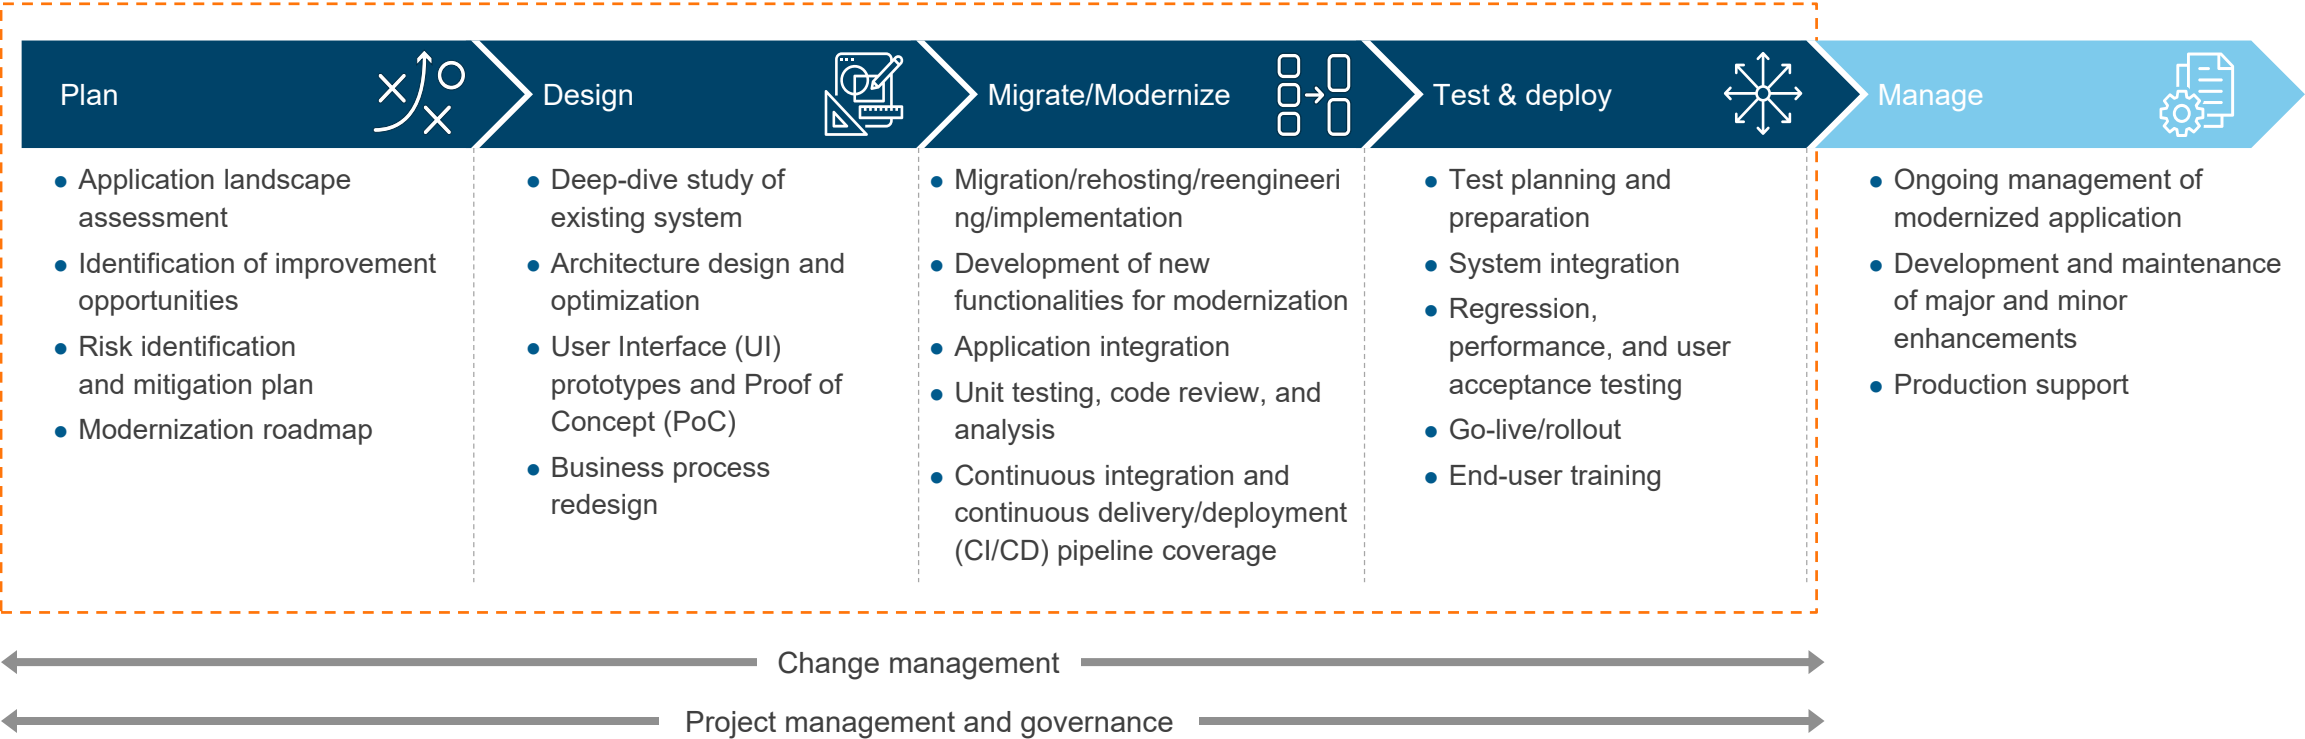 Plan
Design
Migrate/Modernize
Test & deploy
Manage
● Application landscape
assessment
● Identification of improvement
opportunities
● Risk identification
and mitigation plan
● Modernization roadmap
● Deep-dive study of
existing system
● Architecture design and
optimization
● User Interface (UI)
prototypes and Proof of
Concept (PoC)
● Business process
redesign
● Migration/rehosting/reengineeri
ng/implementation
● Development of new
functionalities for modernization
● Application integration
● Unit testing, code review, and
analysis
● Continuous integration and
continuous delivery/deployment
(CI/CD) pipeline coverage
● Test planning and
preparation
● System integration
● Regression,
performance, and user
acceptance testing
● Go-live/rollout
● End-user training
● Ongoing management of
modernized application
● Development and maintenance
of major and minor
enhancements
● Production support
Change management
Project management and governance